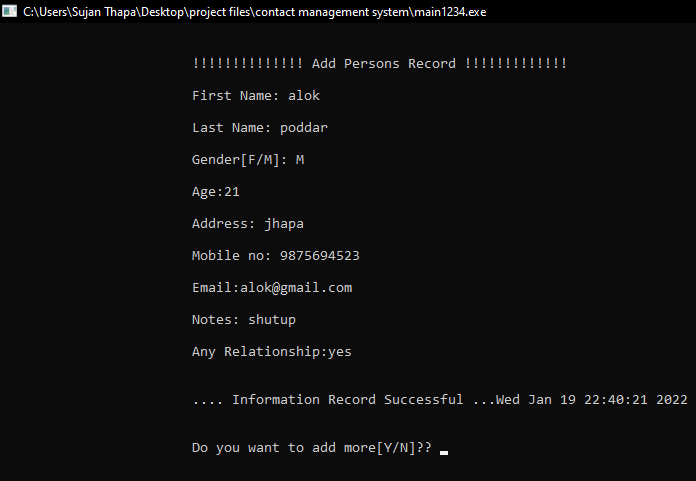 C:\Users\Sujan Thapa\Desktop\project files\contact management system\main1234.exe
!!!!!!!!!!!!!! Add Persons Record !!!!!!!!!!!!!
First Name: alok
Last Name: poddar
Gender[F/M]: M
Age:21
Address: jhapa
Mobile no: 9875694523
Email:alok@gmail.com
Notes: shutup
Any Relationship:yes
.... Information Record Successful ...Wed Jan 19 22:40:21 2022
Do you want to add more[Y/N]??